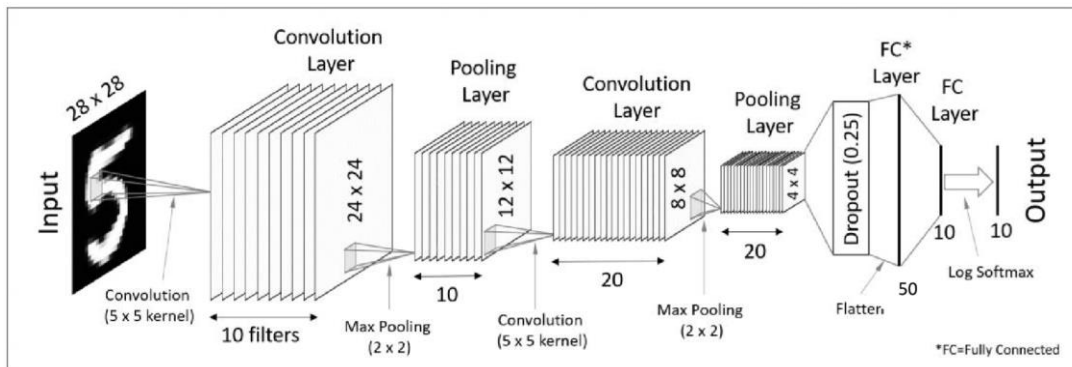 Input
28 x 28
Convolution
(5 x 5 kernel)
Convolution
Layer
24 x 24
10 filters
Max Pooling
(2 x 2)
Pooling
Layer
12 x 12
10
Convolution
(5 x 5 kernel)
Convolution
Layer
8 x 8
20
Max Pooling
(2 x 2)
Pooling
Layer
4 x 4
20
Dropout (0.25)
Flatten
FC*
Layer
50
FC
Layer
10
Log Softmax
10
Output
*FC=Fully Connected